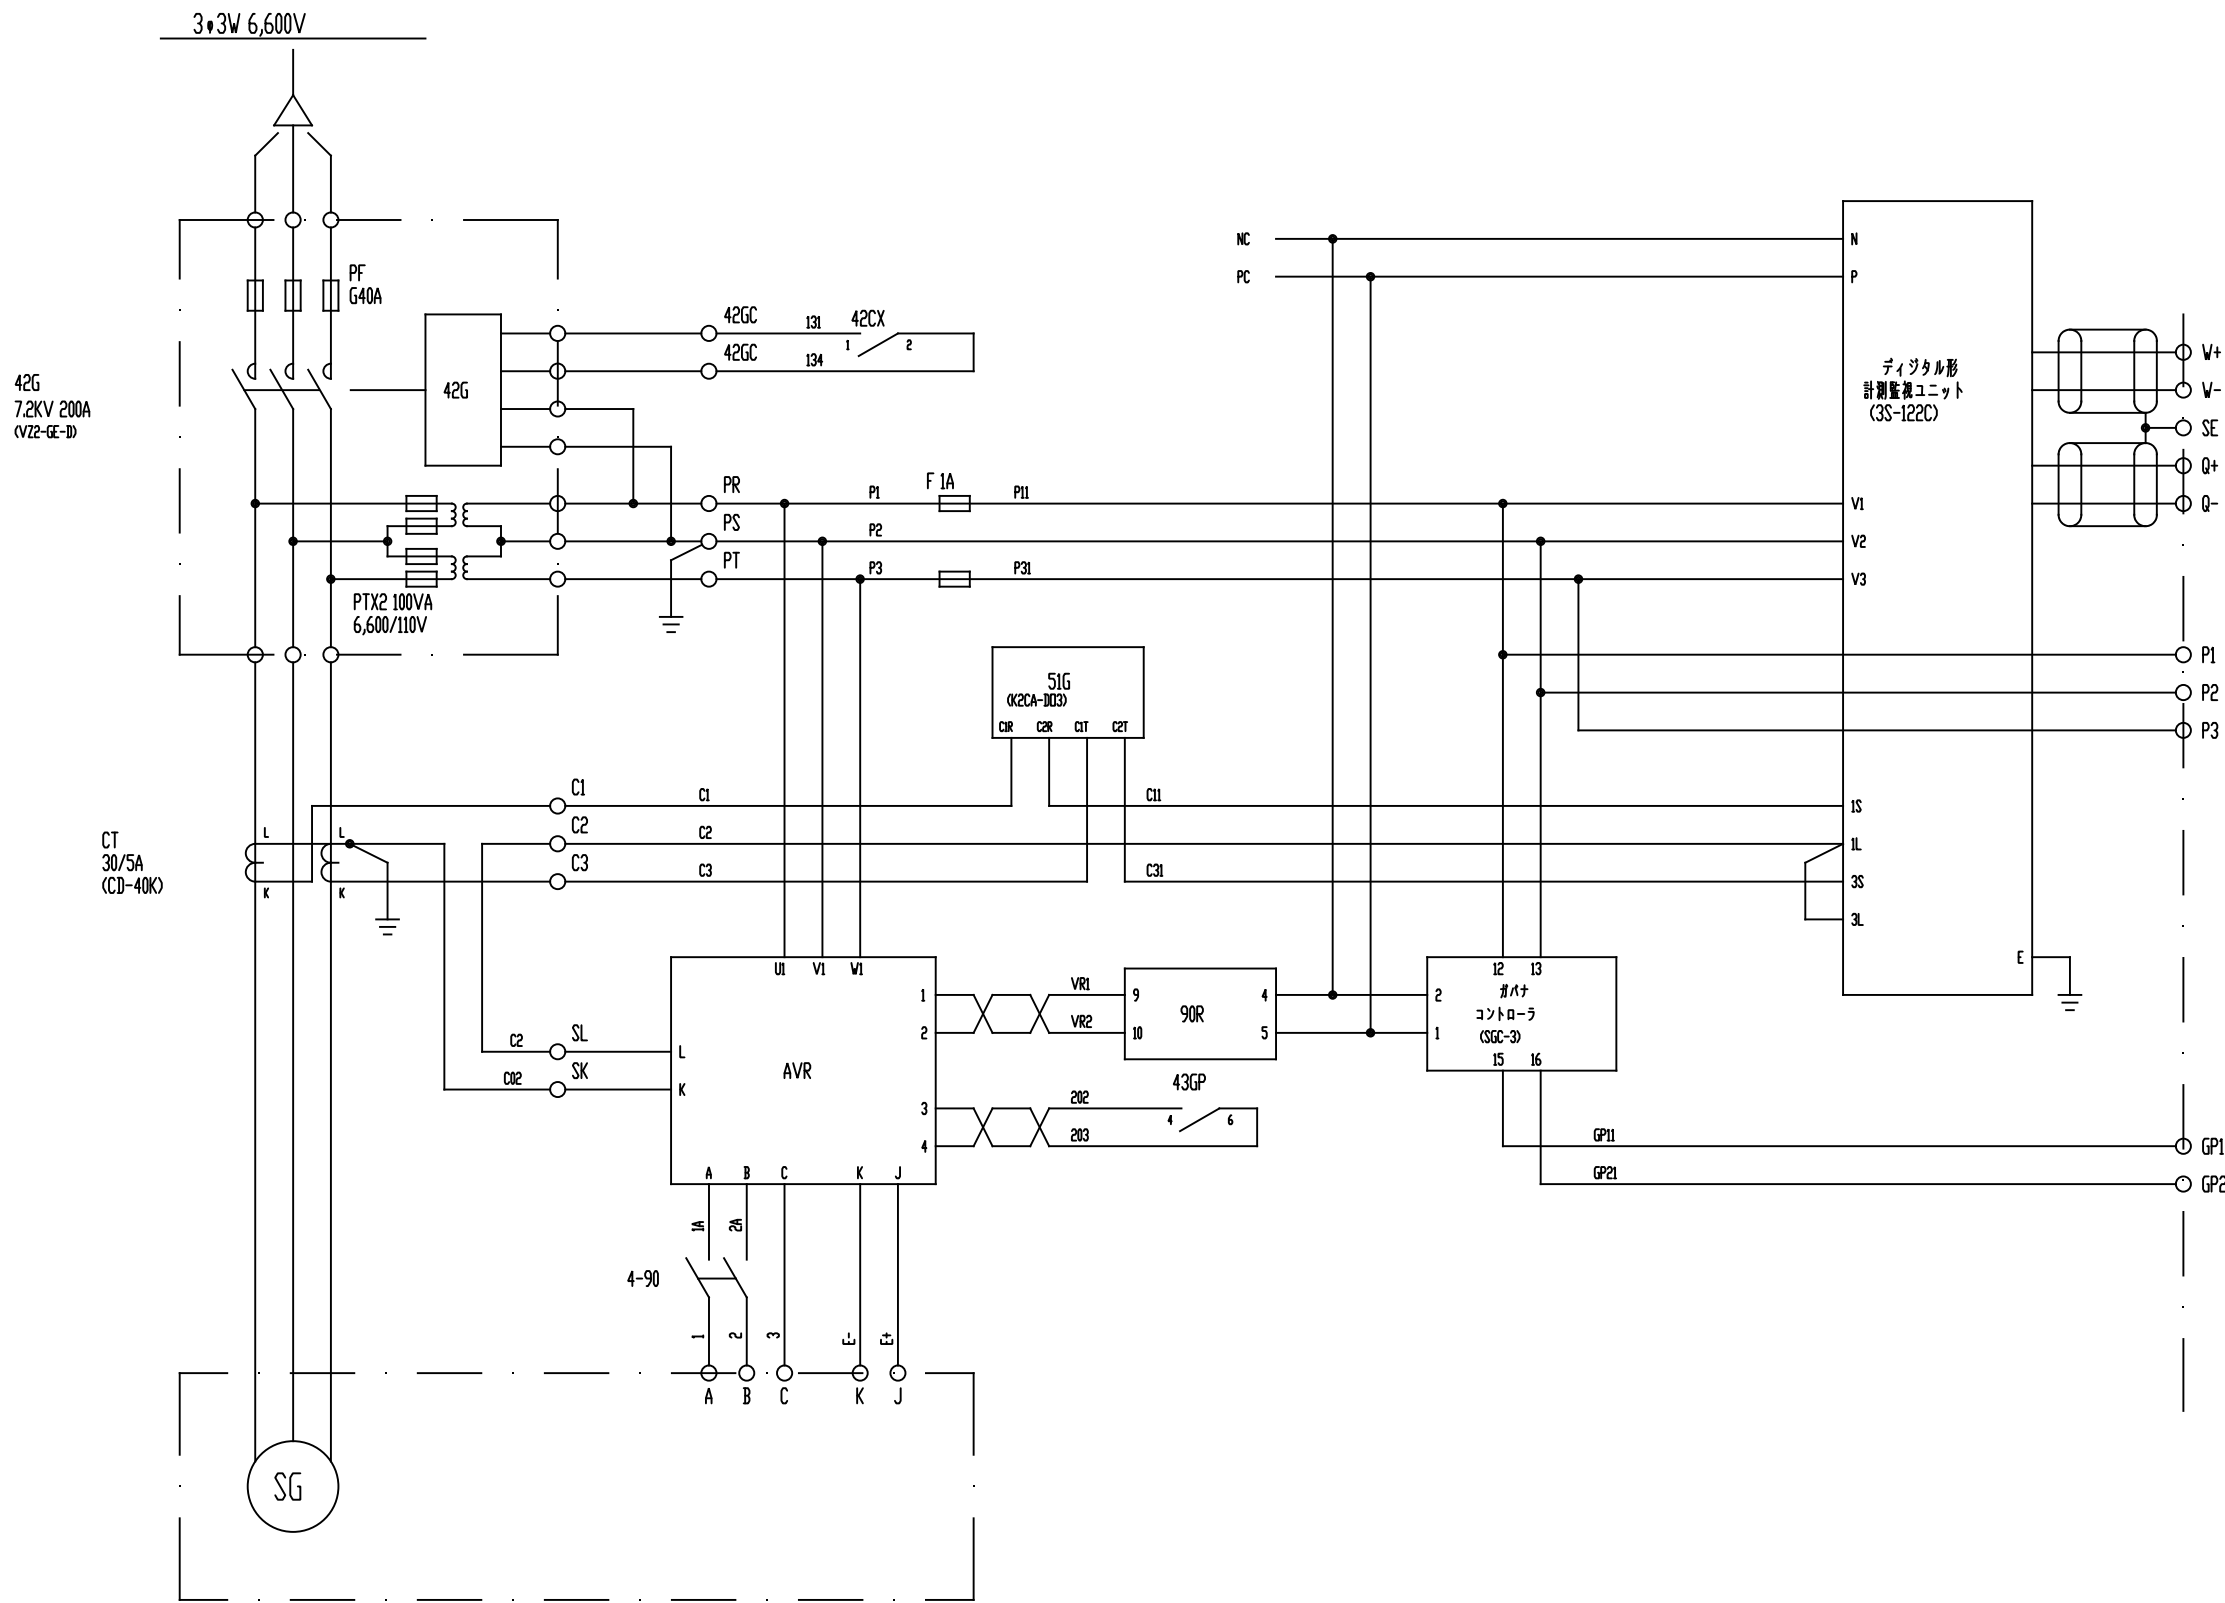 3φ3W 6,600V
PF
G40A
42G
7.2KV 200A
(VZ2-GE-D)
42G
42GC
131
42CX
1
2
42GC
134
NC
N
PC
P
ディジタル形
計測監視ユニット
(3S-122C)
W+
W-
SE
Q+
Q-
PR
P1
F 1A
P11
V1
PS
P2
V2
PT
P3
P31
V3
PTX2 100VA
6,600/110V
P1
P2
P3
51G
(K2CA-DO3)
C1R
C2R
C1T
C2T
C1
C1
C11
1S
C2
C2
1L
C3
C3
C31
3S
3L
CT
30/5A
(CD-40K)
L
L
K
K
E
U1
V1
W1
1
2
3
4
AVR
L
K
A
B
C
K
J
C2
SL
C02
SK
VR1
VR2
9
10
90R
4
5
2
1
12
13
ガバナ
コントローラ
(SGC-3)
15
16
43GP
202
4
6
203
GP11
GP1
GP21
GP2
1A
2A
4-90
1
2
3
E-
E+
A
B
C
K
J
SG